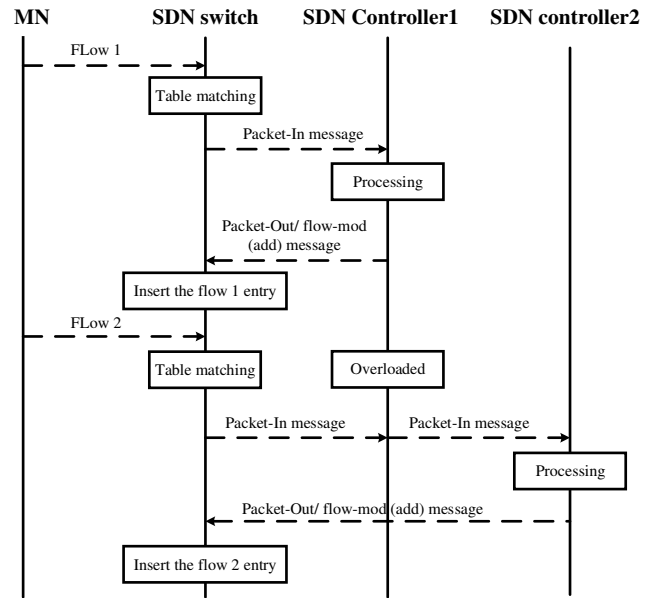 MN SDN switch SDN Controller1 SDN controller2
FLow 1
Table matching
Packet-In message
Processing
Packet-Out/ flow-mod
(add) message
Insert the flow 1 entry
FLow 2
Table matching
Overloaded
Packet-In message
Packet-In message
Processing
Packet-Out/ flow-mod (add) message
Insert the flow 2 entry